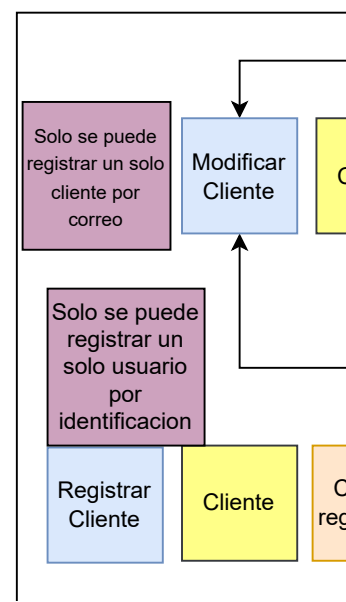 Solo se puede
registrar un solo
cliente por
correo
Modificar
Cliente
Solo se puede
registrar un
solo usuario
por
identificacion
Registrar
Cliente
Cliente